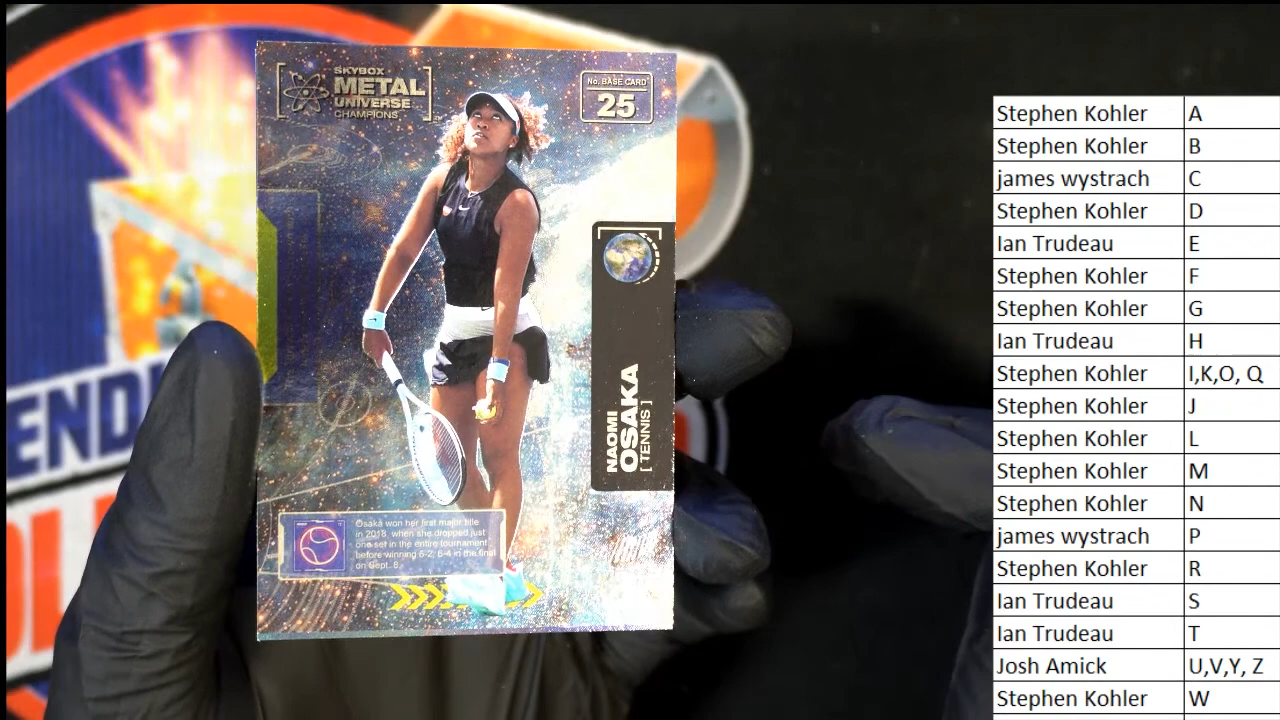 SKYBOX
METAL
UNIVERSE
CHAMPIONS
No. BASE CARD
25
NAOMI
OSAKA
[ TENNIS ]
Osaka won her first major title
in 2018, when she dropped just
one set in the entire tournament
before winning 6-2, 6-4 in the final
on Sept. 8.
END
Stephen Kohler A
Stephen Kohler B
james wystrach C
Stephen Kohler D
Ian Trudeau E
Stephen Kohler F
Stephen Kohler G
Ian Trudeau H
Stephen Kohler I,K,O, Q
Stephen Kohler J
Stephen Kohler L
Stephen Kohler M
Stephen Kohler N
james wystrach P
Stephen Kohler R
Ian Trudeau S
Ian Trudeau T
Josh Amick U,V,Y, Z
Stephen Kohler W